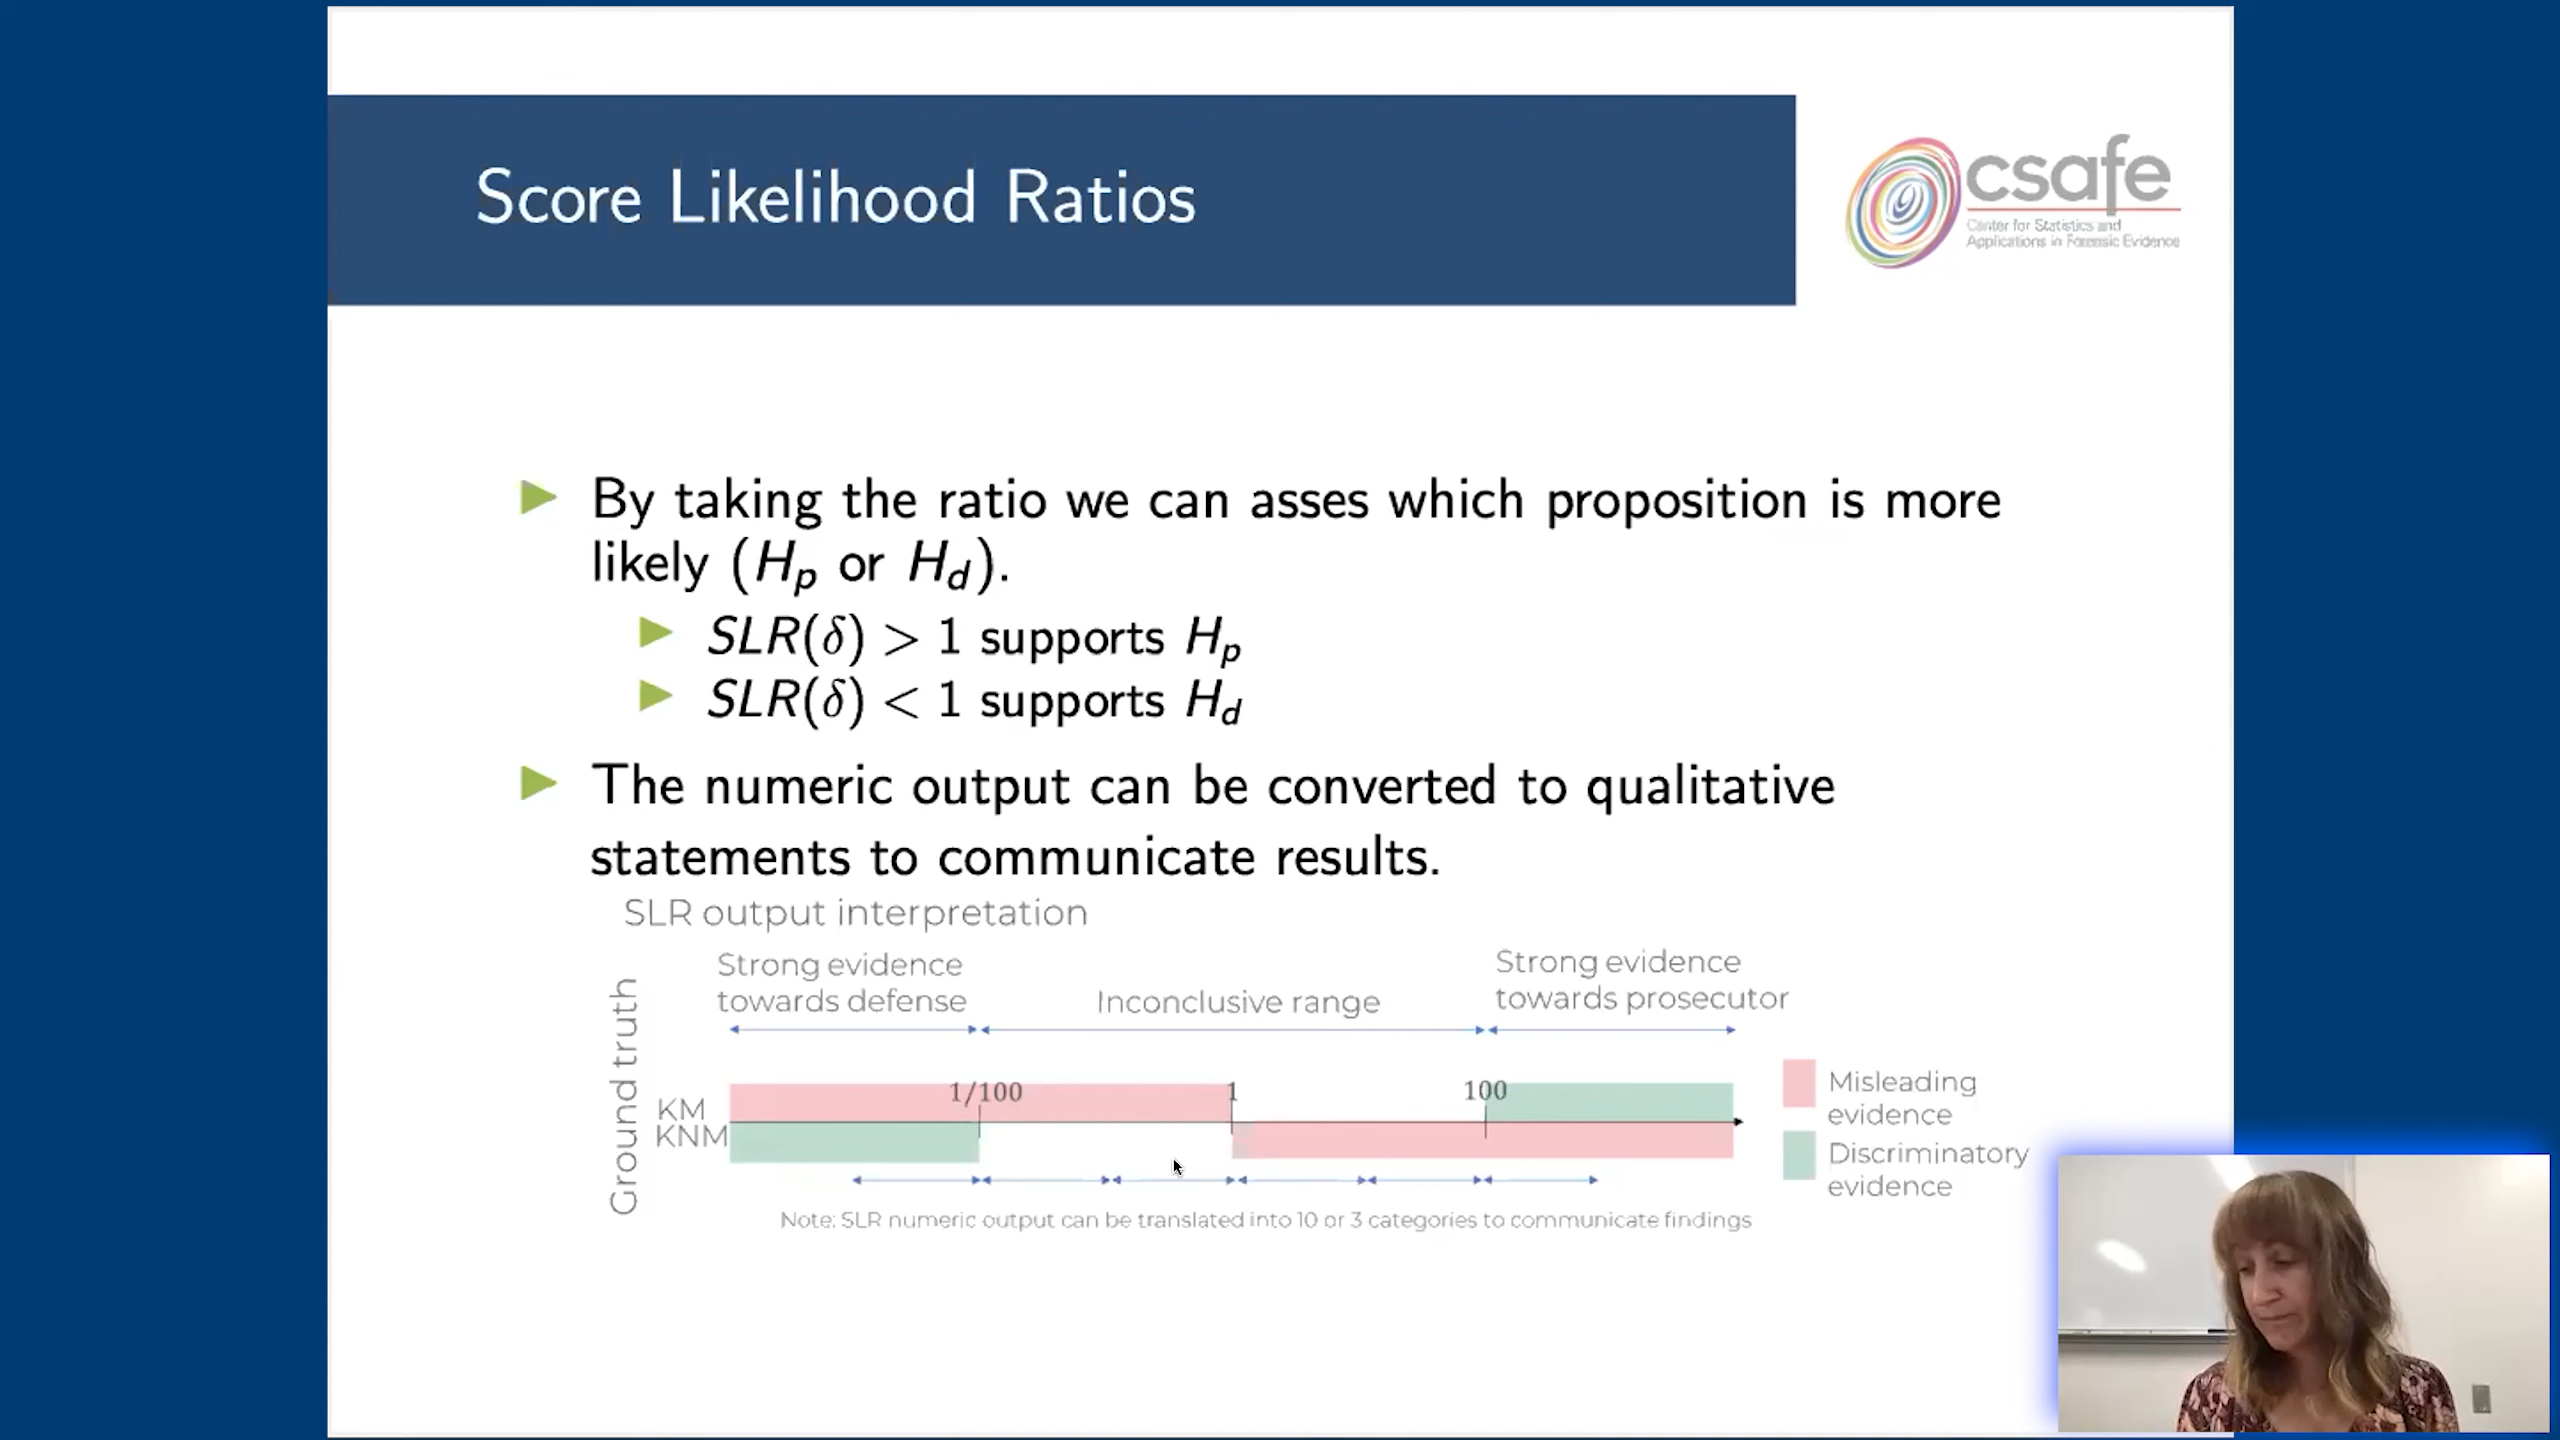 Score Likelihood Ratios
csafe
Center for Statistics and
Applications in Forensic Evidence
By taking the ratio we can asses which proposition is more
likely (Hp or Hd).
SLR(δ) > 1 supports Hp
SLR(δ) < 1 supports Hd
The numeric output can be converted to qualitative
statements to communicate results.
SLR output interpretation
Strong evidence
towards defense
Inconclusive range
Strong evidence
towards prosecutor
Ground truth
KM
KNM
1/100
1
100
Misleading
evidence
Discriminatory
evidence
Note: SLR numeric output can be translated into 10 or 3 categories to communicate findings